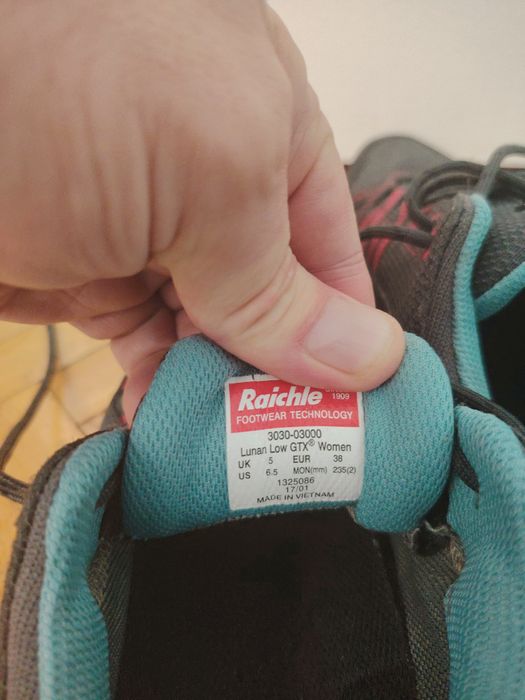 Raichle
1909
FOOTWEAR TECHNOLOGY
3030-03000
Lunan Low GTX® Women
UK 5 EUR 38
US 6.5 MON(mm) 235(2)
1325086
17/01
MADE IN VIETNAM